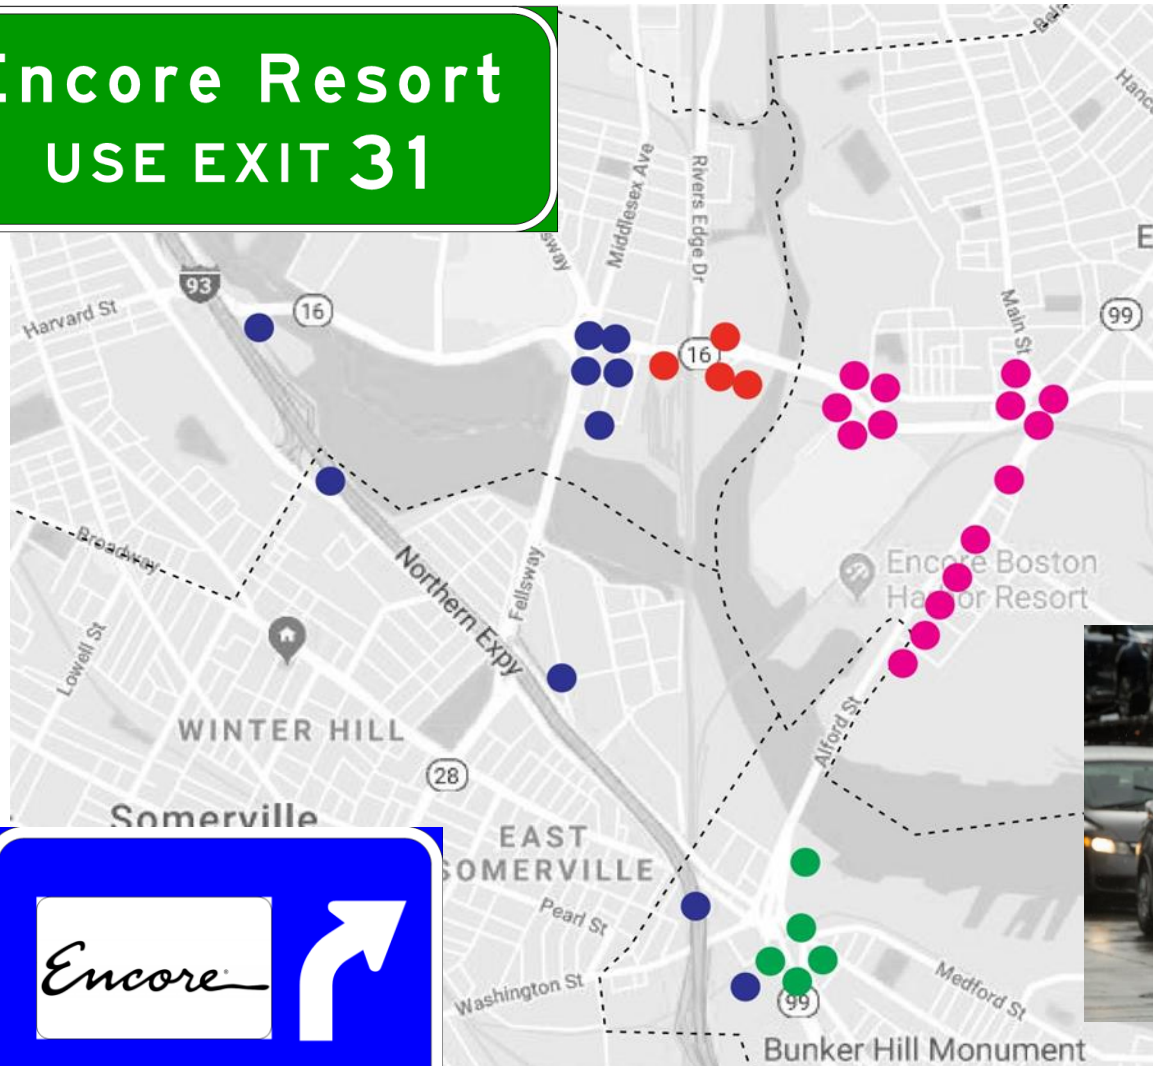 Encore Resort
USE EXIT 31
Middlesex Ave
Rivers Edge Dr
93
16
Harvard St
Main St
99
16
Broadway
Northern Expy
Fellsway
Encore Boston
Harbor Resort
Lowell St
WINTER HILL
Alford St
28
Somerville
EAST
SOMERVILLE
Pearl St
Encore
Washington St
Medford St
99
Bunker Hill Monument